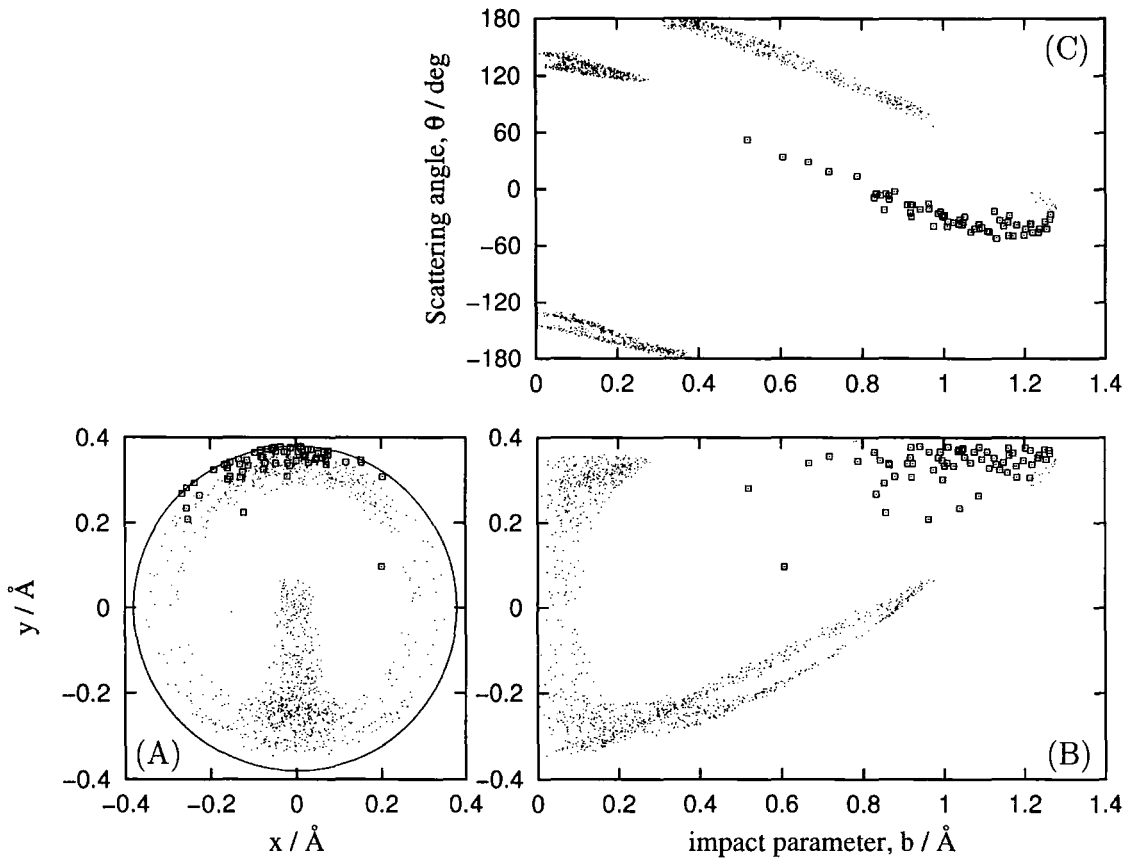 180
120
60
0
−60
−120
−180
Scattering angle, θ / deg
(C)
0 0.2 0.4 0.6 0.8 1 1.2 1.4
0.4
0.2
0
−0.2
−0.4
y / Å
(A)
−0.4 −0.2 0 0.2 0.4
x / Å
0.4
0.2
0
−0.2
−0.4
(B)
0 0.2 0.4 0.6 0.8 1 1.2 1.4
impact parameter, b / Å